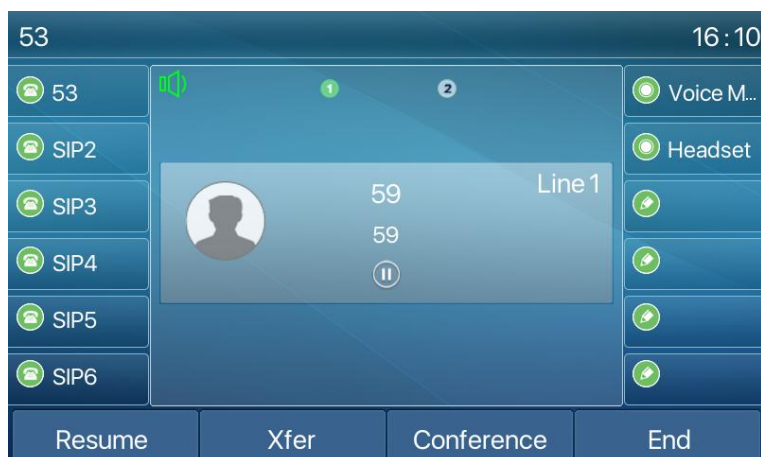 53 16:10
53
SIP2
SIP3
SIP4
SIP5
SIP6
1 2
Line 1
59
59
Voice M...
Headset
Resume Xfer Conference End